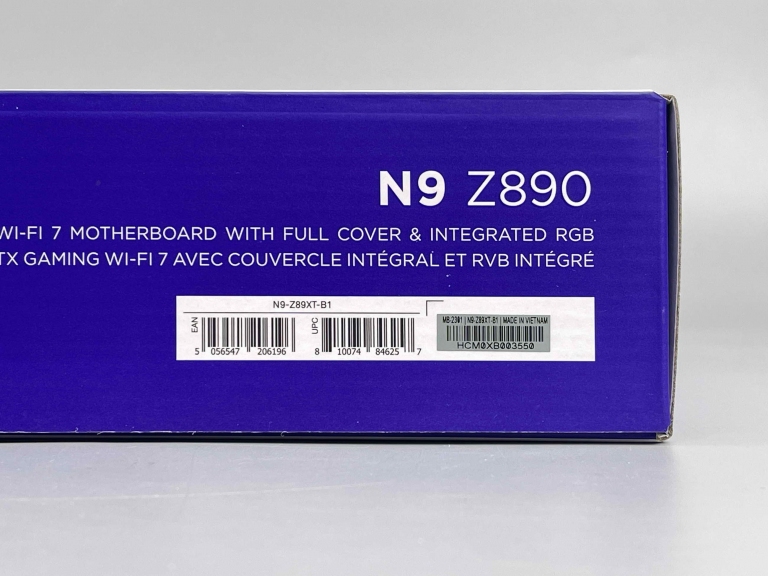 N9 Z890
WI-FI 7 MOTHERBOARD WITH FULL COVER & INTEGRATED RGB
TX GAMING WI-FI 7 AVEC COUVERCLE INTÉGRAL ET RVB INTÉGRÉ
N9-Z89XT-B1
EAN
5 056547 206196
UPC
8 10074 84625 7
MB-2301 | N9-Z89XT-B1 | MADE IN VIETNAM
HCM0XB003550